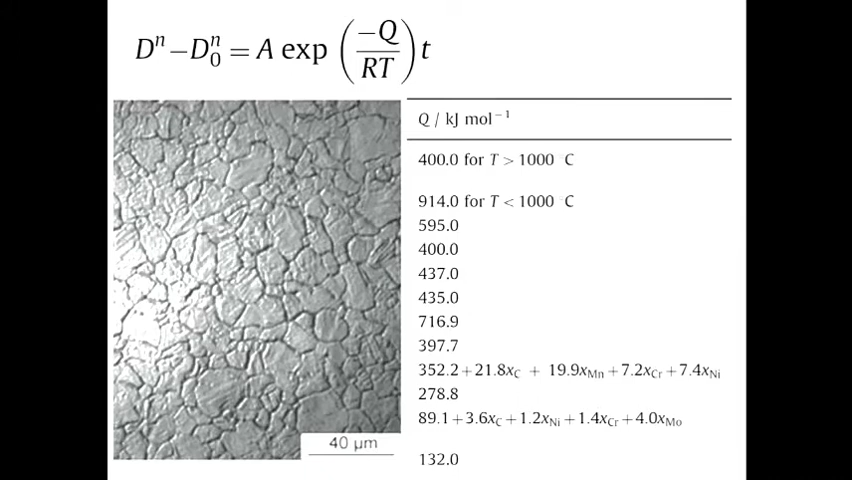 Dⁿ – D₀ⁿ = A exp (–Q/RT) t
Q / kJ mol⁻¹
400.0 for T > 1000 C
914.0 for T < 1000 C
595.0
400.0
437.0
435.0
716.9
397.7
352.2 + 21.8x_C + 19.9x_Mn + 7.2x_Cr + 7.4x_Ni
278.8
89.1 + 3.6x_C + 1.2x_Ni + 1.4x_Cr + 4.0x_Mo
132.0
40 μm